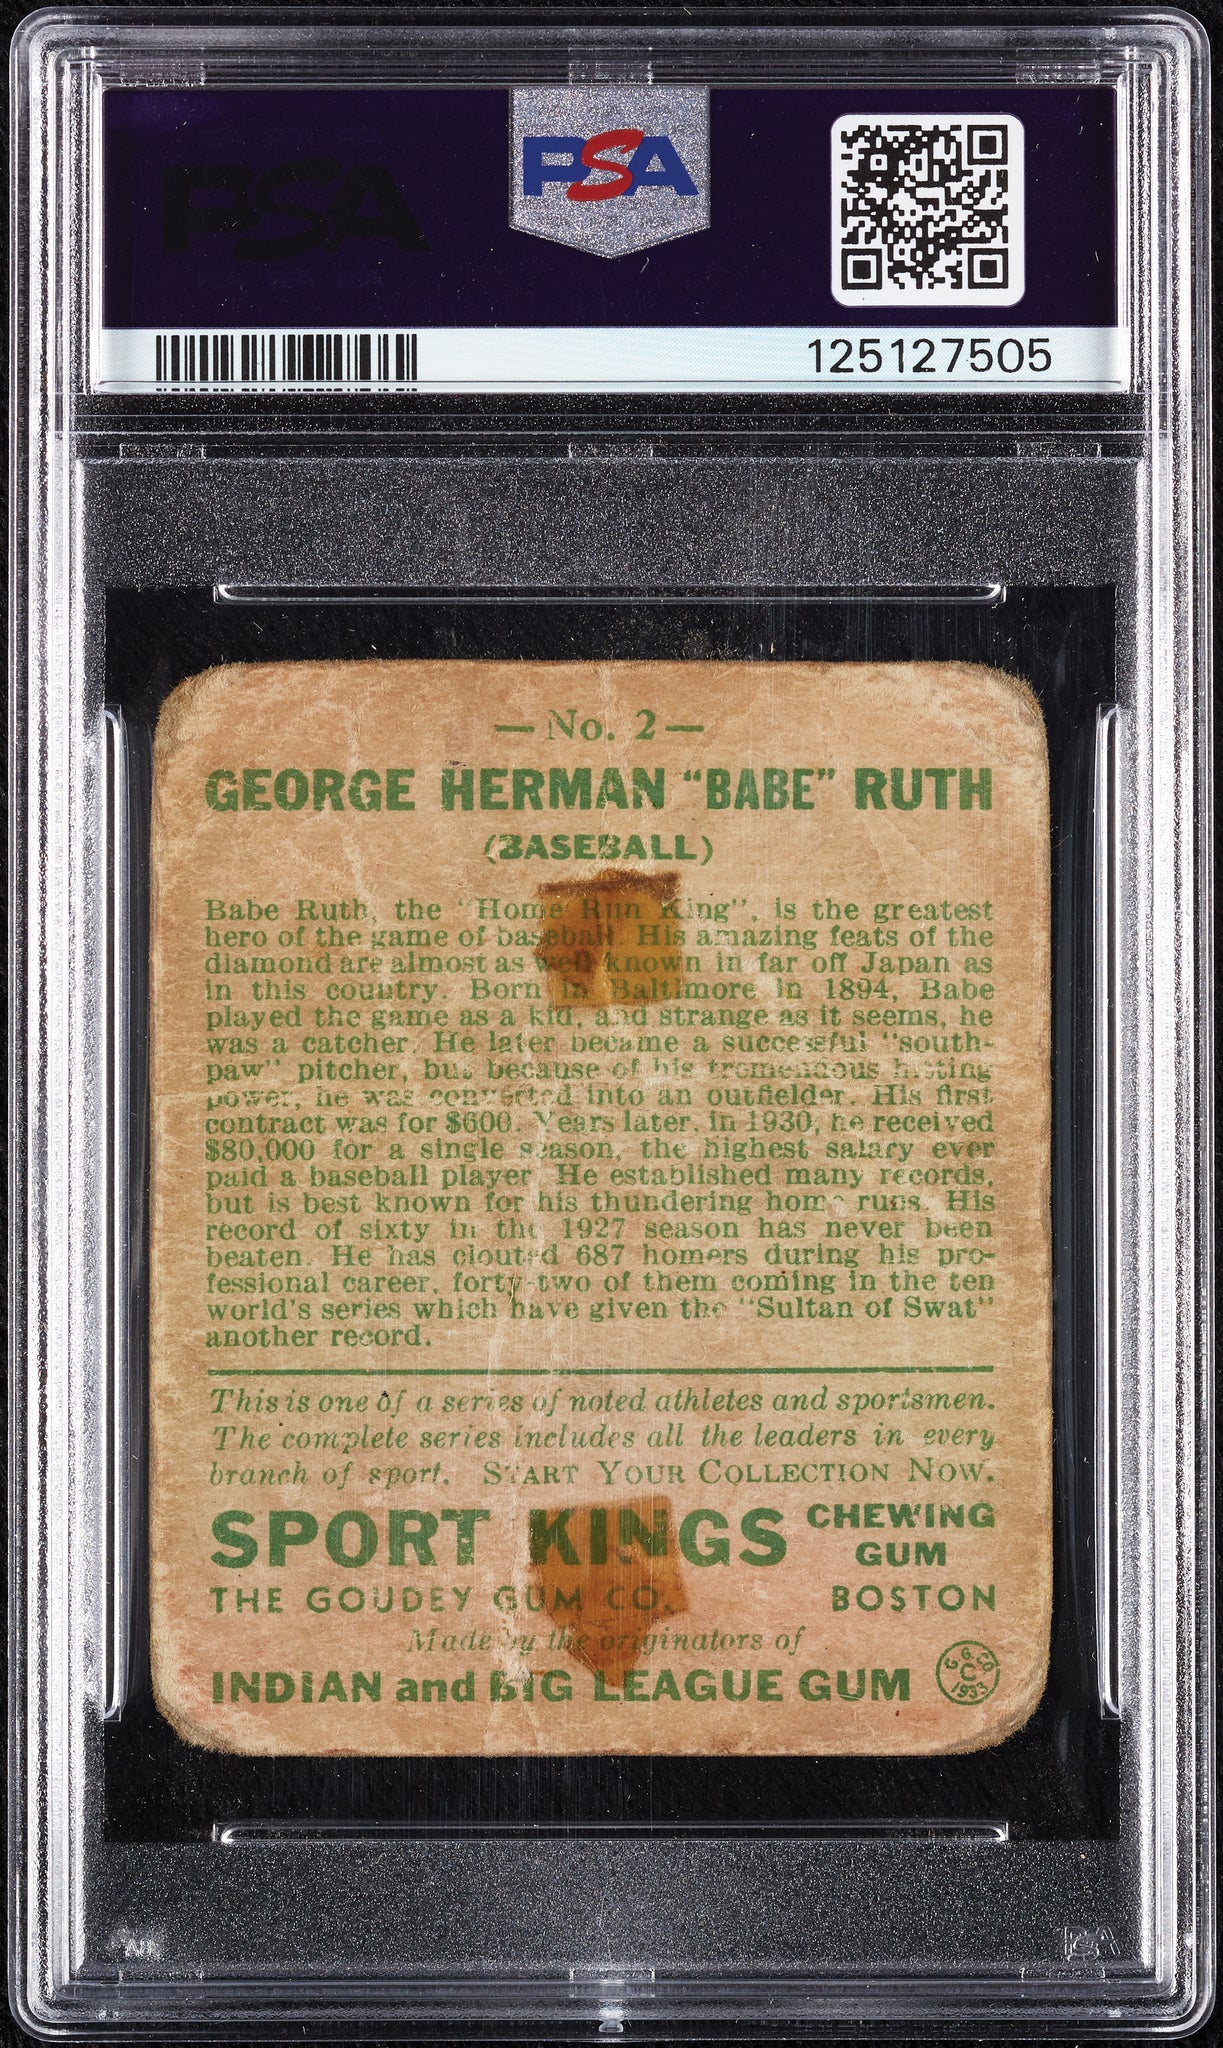 PSA
PSA
125127505
— No. 2 —
GEORGE HERMAN "BABE" RUTH
(BASEBALL)
Babe Ruth, the "Home Run King", is the greatest
hero of the game of baseball. His amazing feats of the
diamond are almost as well known in far off Japan as
in this country. Born in Baltimore in 1894, Babe
played the game as a kid, and strange as it seems, he
was a catcher. He later became a successful "south-
paw" pitcher, but because of his tremendous hitting
power, he was converted into an outfielder. His first
contract was for $600. Years later, in 1930, he received
$80,000 for a single season, the highest salary ever
paid a baseball player. He established many records,
but is best known for his thundering home runs. His
record of sixty in the 1927 season has never been
beaten. He has clouted 687 homers during his pro-
fessional career, forty-two of them coming in the ten
world's series which have given the "Sultan of Swat"
another record.
This is one of a series of noted athletes and sportsmen.
The complete series includes all the leaders in every
branch of sport. START YOUR COLLECTION NOW.
SPORT KINGS CHEWING GUM
THE GOUDEY GUM CO. BOSTON
Made by the originators of
INDIAN and BIG LEAGUE GUM
G. G. CO.
C
1933